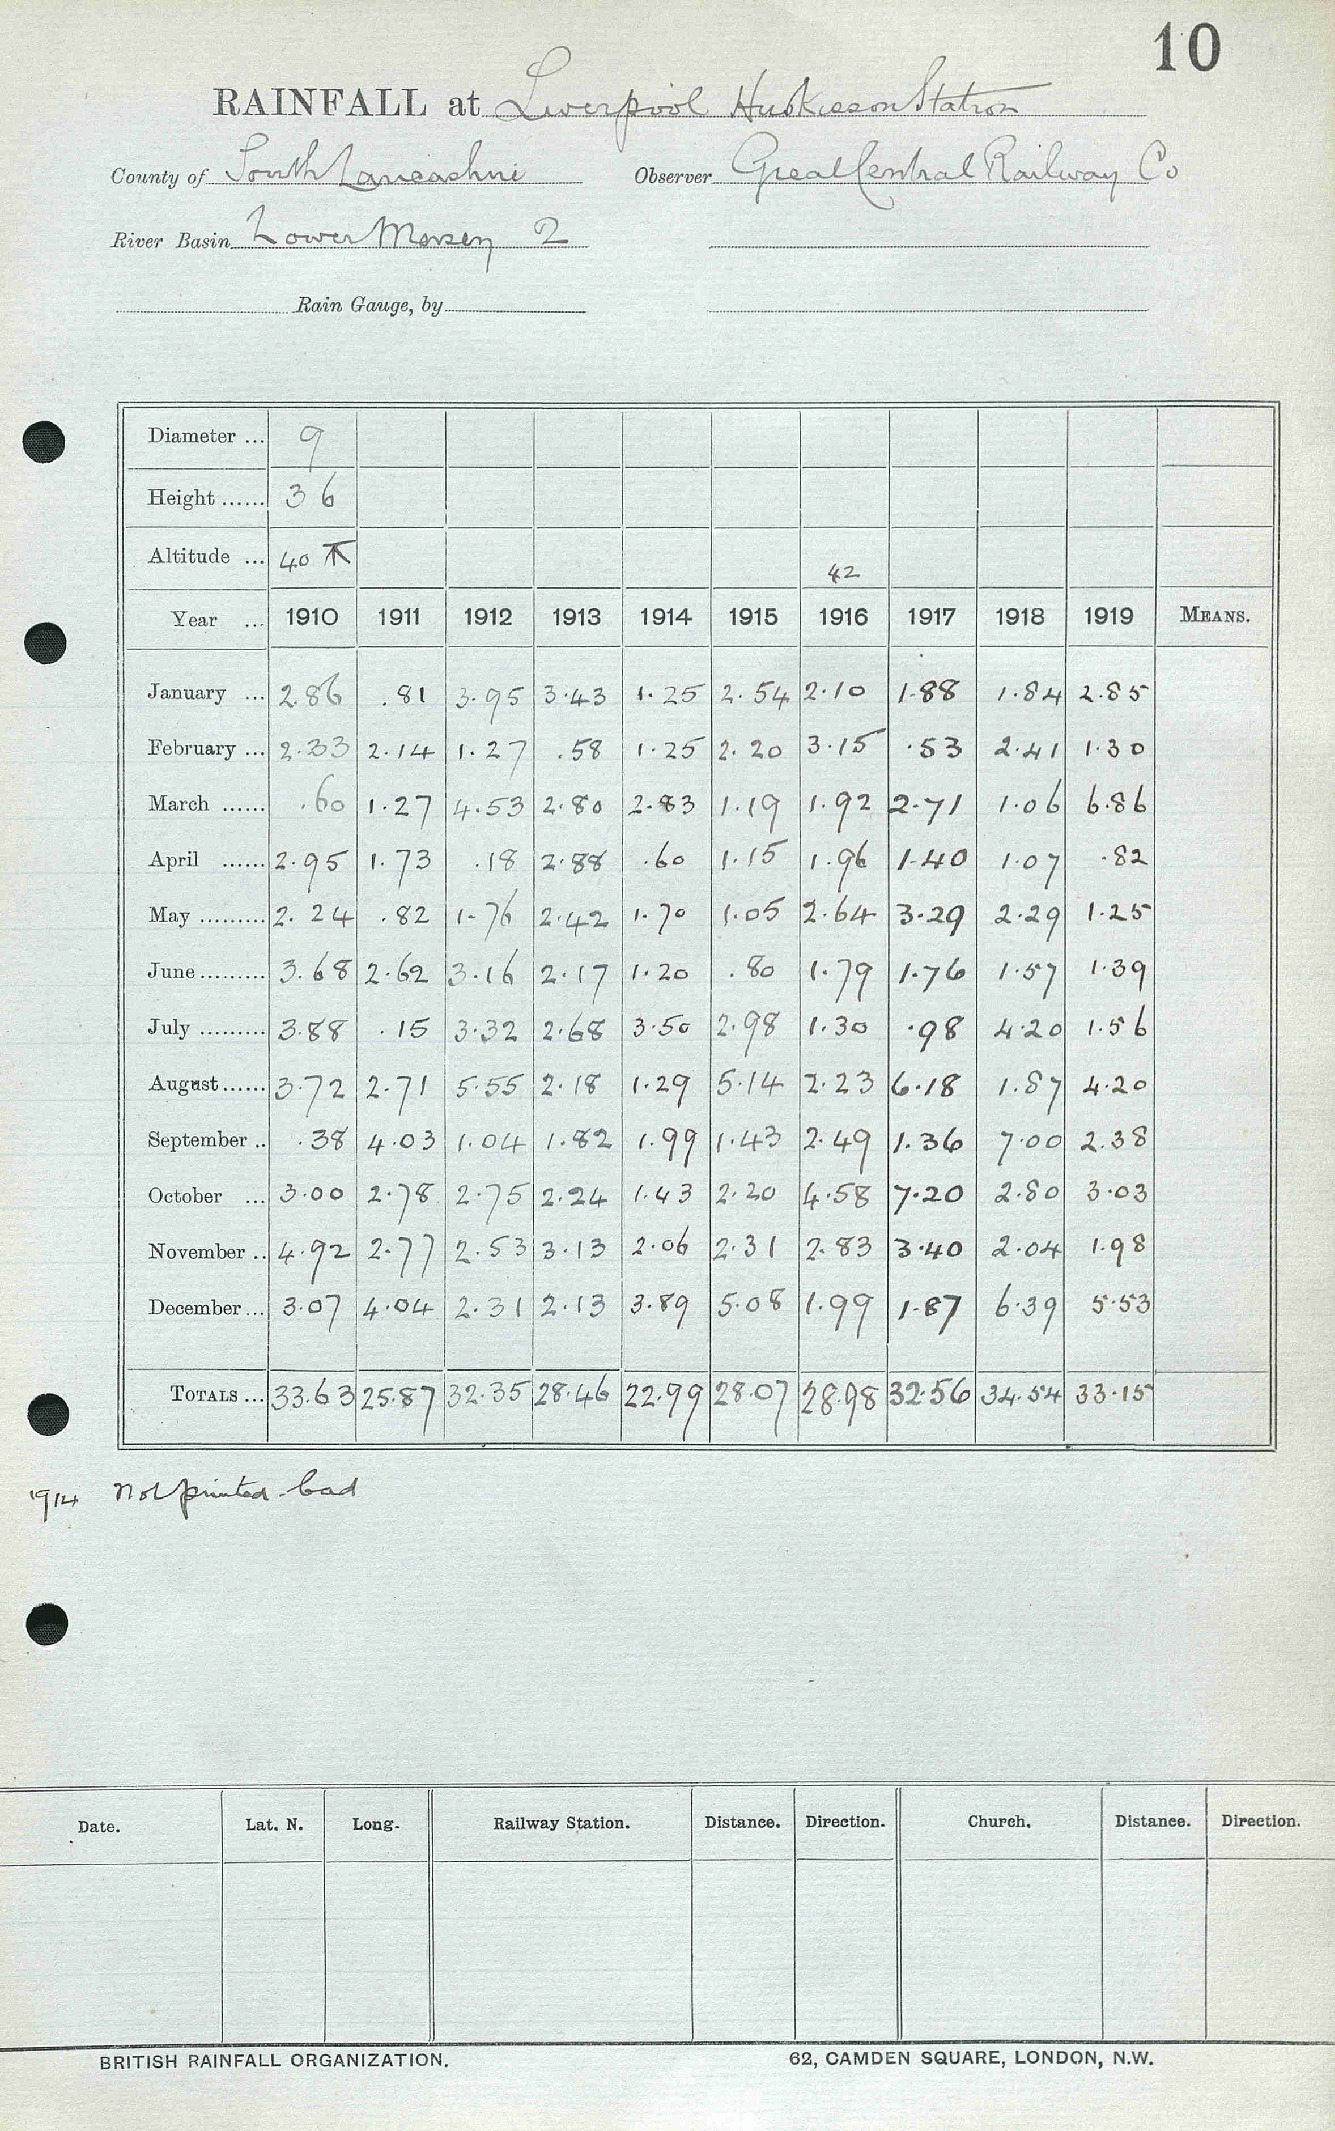 10
RAINFALL at Liverpool Huskisson Station
County of South Lancashire Observer Great Central Railway Co
River Basin Lower Mersey 2
Rain Gauge, by
Diameter ... 9
Height ...... 36
Altitude ... 40 42
Year ... 1910 1911 1912 1913 1914 1915 1916 1917 1918 1919 MEANS.
January ... 2.86 .81 3.95 3.43 1.25 2.54 2.10 1.88 1.84 2.85
February ... 2.33 2.14 1.27 .58 1.25 2.20 3.15 .53 2.41 1.30
March ...... .60 1.27 4.53 2.80 2.83 1.19 1.92 2.71 1.06 6.86
April ...... 2.95 1.73 .18 2.88 .60 1.15 1.96 1.40 1.07 .82
May ......... 2.24 .82 1.76 2.42 1.70 1.05 2.64 3.29 2.29 1.25
June ......... 3.68 2.62 3.16 2.17 1.20 .80 1.79 1.76 1.57 1.39
July ......... 3.88 .15 3.32 2.68 3.50 2.98 1.30 .98 4.20 1.56
August ...... 3.72 2.71 5.55 2.18 1.29 5.14 2.23 6.18 1.87 4.20
September .. .38 4.03 1.04 1.82 1.99 1.43 2.49 1.36 7.00 2.38
October ... 3.00 2.78 2.75 2.24 1.43 2.20 4.58 7.20 2.80 3.03
November .. 4.92 2.77 2.53 3.13 2.06 2.31 2.83 3.40 2.04 1.98
December ... 3.07 4.04 2.31 2.13 3.89 5.08 1.99 1.87 6.39 5.53
TOTALS ... 33.63 25.87 32.35 28.46 22.99 28.07 28.98 32.56 34.54 33.15
1914 Not printed bad
Date. Lat. N. Long. Railway Station. Distance. Direction. Church. Distance. Direction.
BRITISH RAINFALL ORGANIZATION. 62, CAMDEN SQUARE, LONDON, N.W.